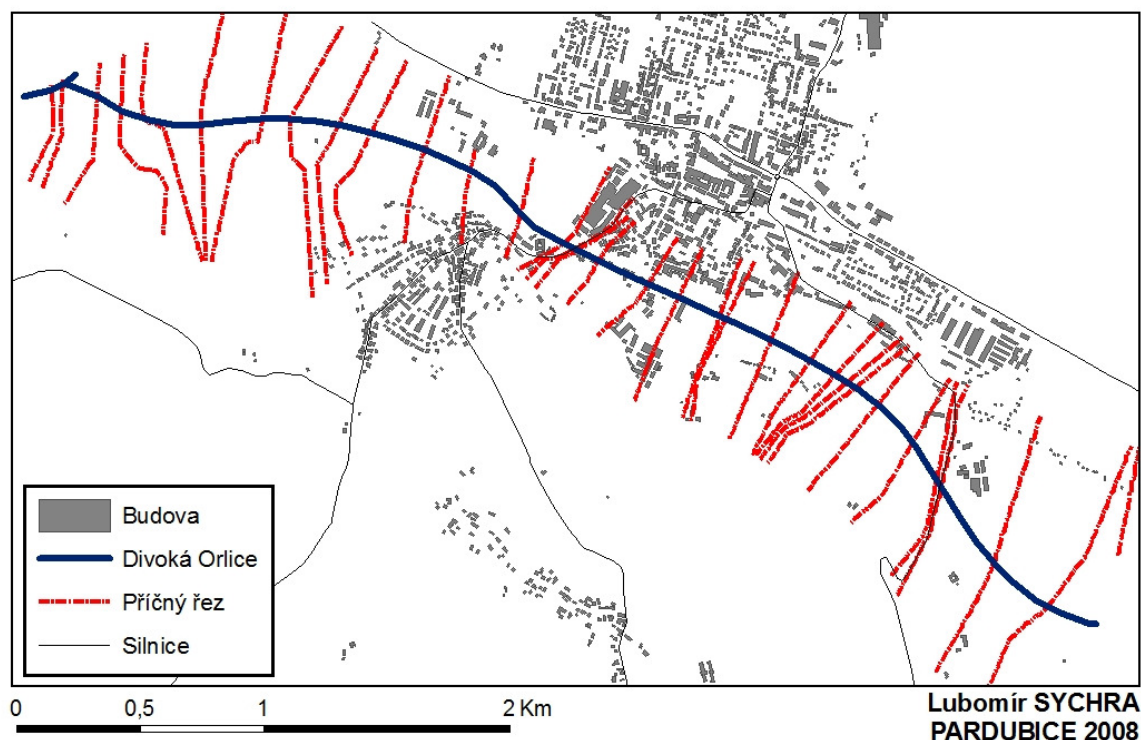 Budova
Divoká Orlice
Příčný řez
Silnice
0 0,5 1 2 Km
Lubomír SYCHRA
PARDUBICE 2008